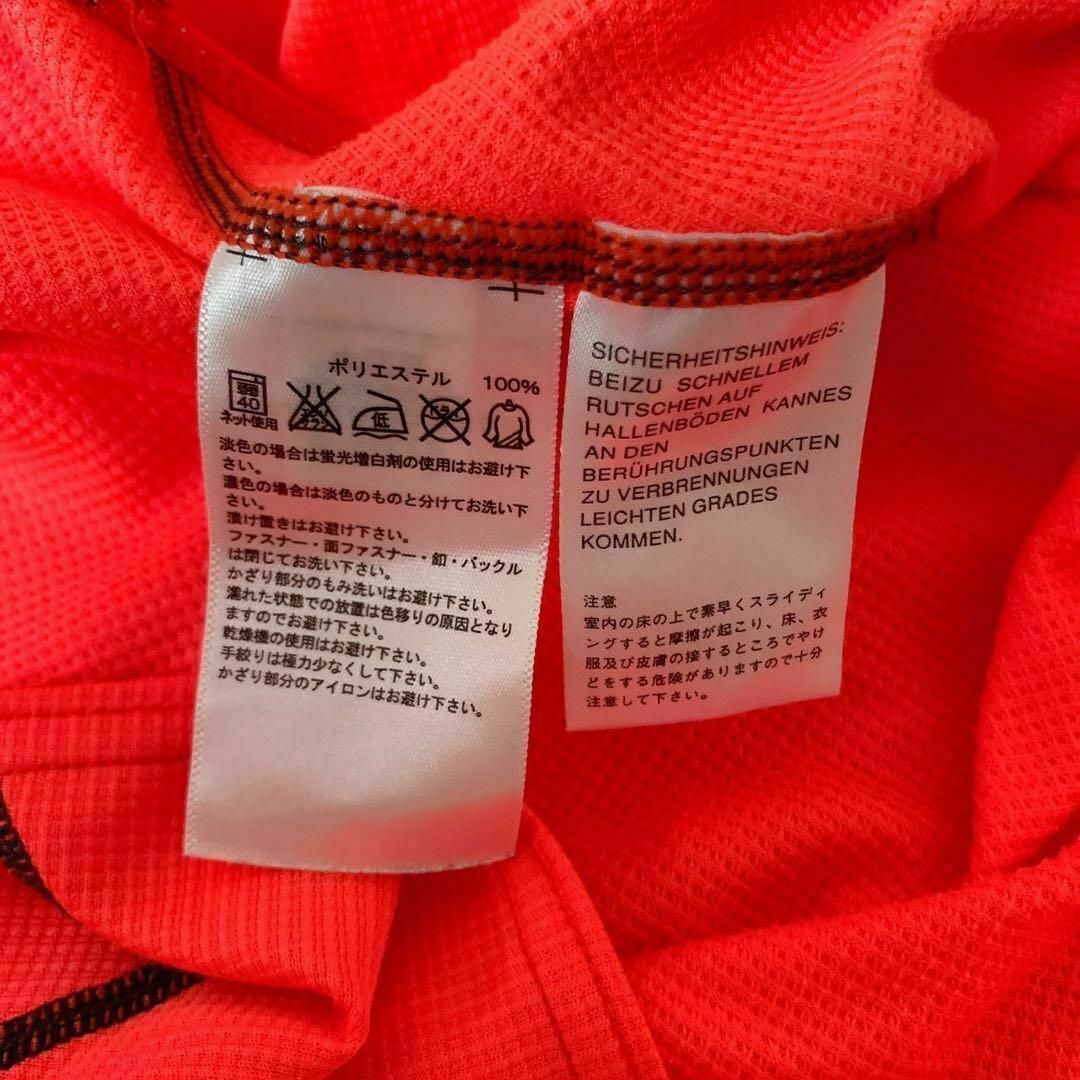 ポリエステル 100%
弱
40
ネット使用
エンソ
サラシ
低
ドライ
淡色の場合は蛍光増白剤の使用はお避け下
さい。
濃色の場合は淡色のものと分けてお洗い下
さい。
漬け置きはお避け下さい。
ファスナー・面ファスナー・釦・バックル
は閉じてお洗い下さい。
かざり部分のもみ洗いはお避け下さい。
濡れた状態での放置は色移りの原因となり
ますのでお避け下さい。
乾燥機の使用はお避け下さい。
手絞りは極力少なくして下さい。
かざり部分のアイロンはお避け下さい。
SICHERHEITSHINWEIS:
BEIZU SCHNELLEM
RUTSCHEN AUF
HALLENBÖDEN KANNES
AN DEN
BERÜHRUNGSPUNKTEN
ZU VERBRENNUNGEN
LEICHTEN GRADES
KOMMEN.
注意
室内の床の上で素早くスライディ
ングすると摩擦が起こり、床、衣
服及び皮膚の接するところでやけ
どをする危険がありますので十分
注意して下さい。